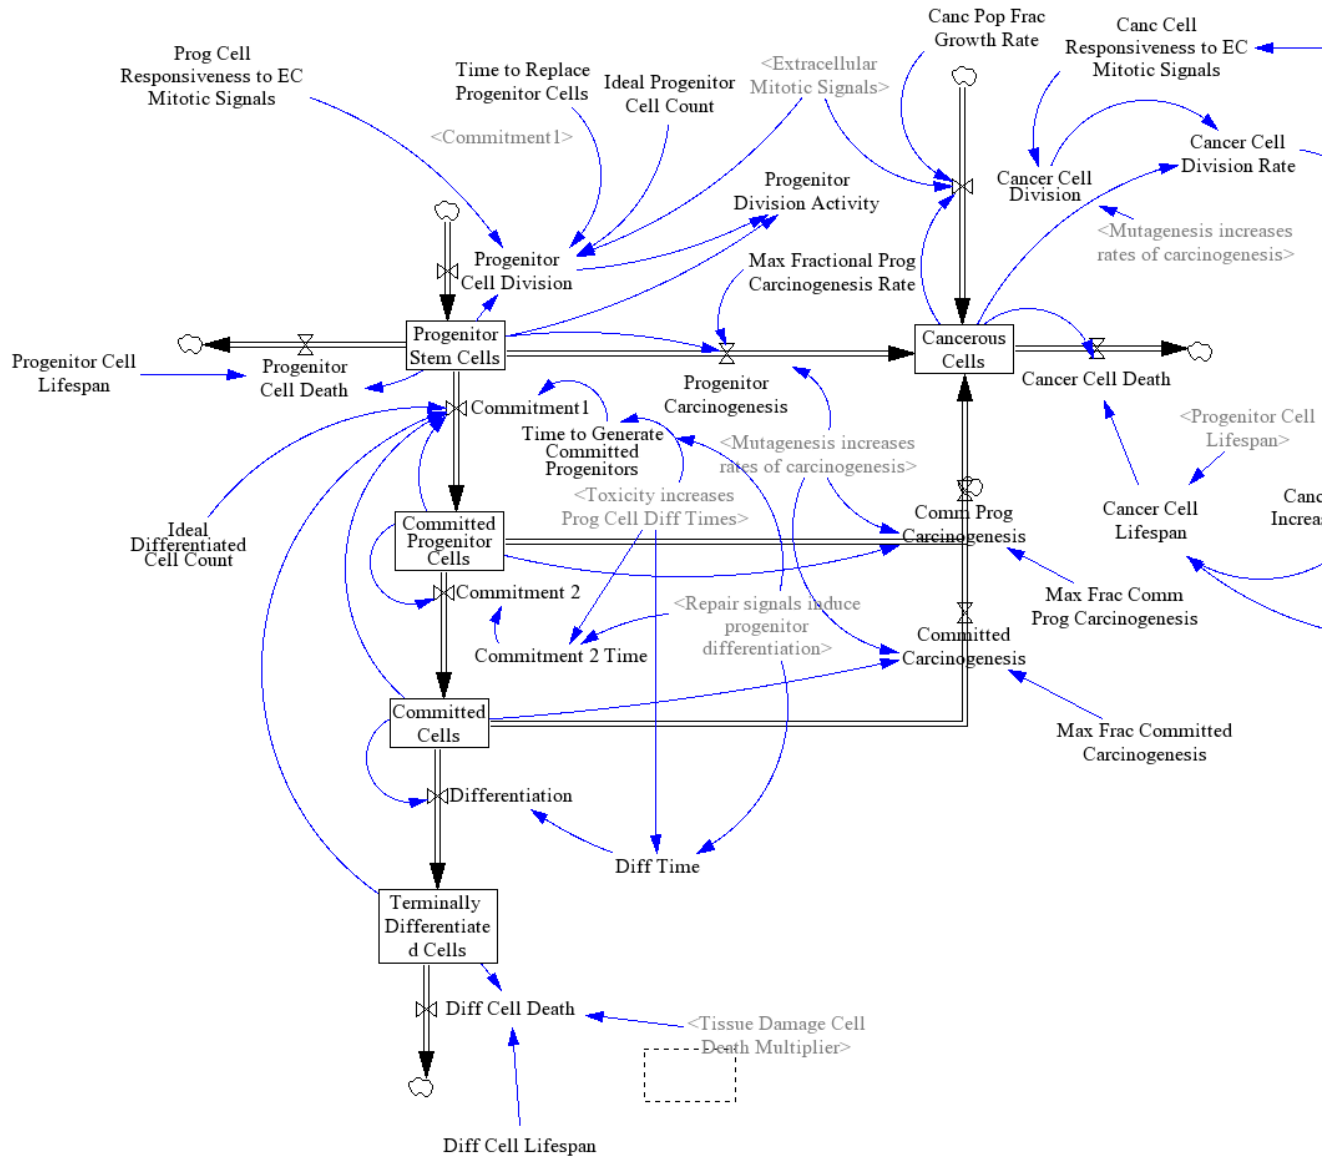 Prog Cell
Responsiveness to EC
Mitotic Signals
Time to Replace
Progenitor Cells
<Commitment1>
Ideal Progenitor
Cell Count
<Extracellular
Mitotic Signals>
Canc Pop Frac
Growth Rate
Canc Cell
Responsiveness to EC
Mitotic Signals
Cancer Cell
Division Rate
Cancer Cell
Division
<Mutagenesis increases
rates of carcinogenesis>
Progenitor
Division Activity
Progenitor
Cell Division
Max Fractional Prog
Carcinogenesis Rate
Progenitor
Stem Cells
Cancerous
Cells
Progenitor Cell
Lifespan
Progenitor
Cell Death
Progenitor
Carcinogenesis
Cancer Cell Death
Commitment1
Time to Generate
Committed
Progenitors
<Mutagenesis increases
rates of carcinogenesis>
<Progenitor Cell
Lifespan>
<Toxicity increases
Prog Cell Diff Times>
Ideal
Differentiated
Cell Count
Committed
Progenitor
Cells
Comm Prog
Carcinogenesis
Cancer Cell
Lifespan
Canc
Increas
Commitment 2
<Repair signals induce
progenitor
differentiation>
Max Frac Comm
Prog Carcinogenesis
Commitment 2 Time
Committed
Carcinogenesis
Committed
Cells
Max Frac Committed
Carcinogenesis
Differentiation
Diff Time
Terminally
Differentiate
d Cells
Diff Cell Death
<Tissue Damage Cell
Death Multiplier>
Diff Cell Lifespan